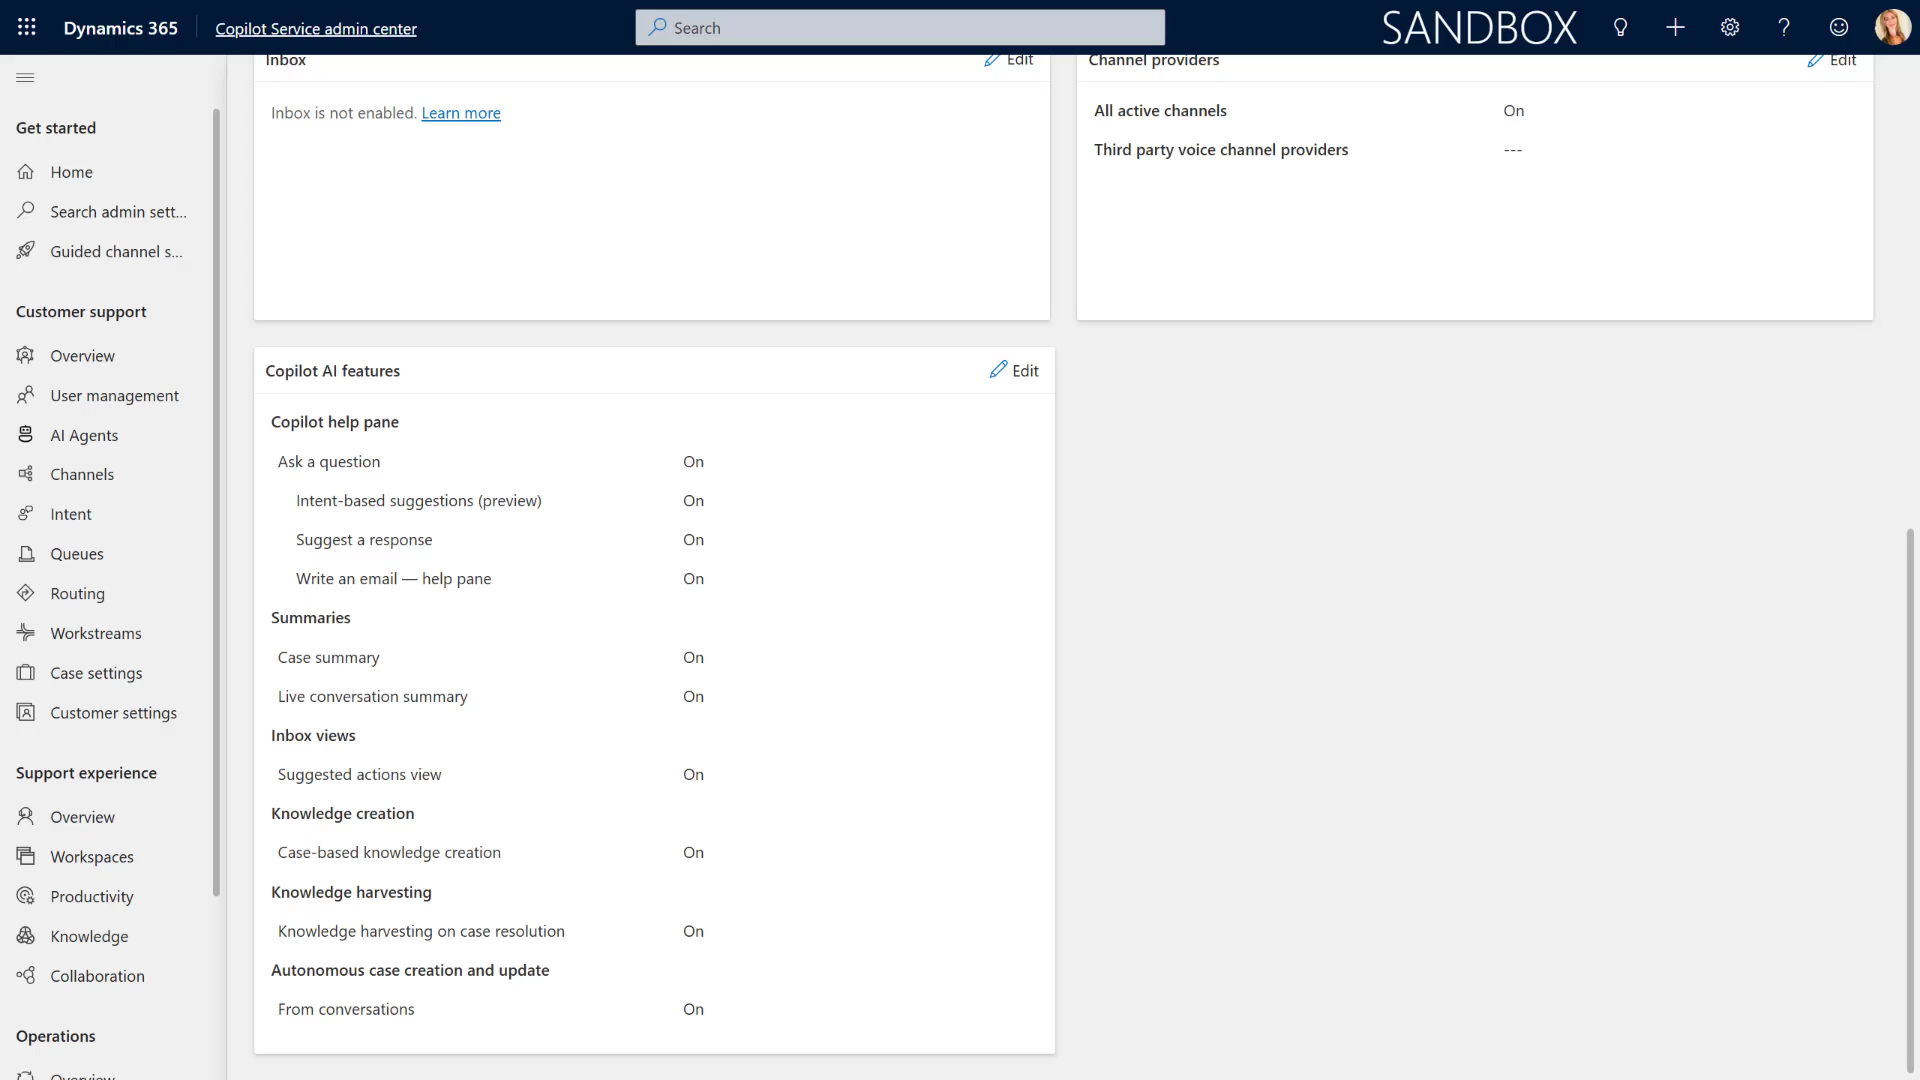 Dynamics 365
Copilot Service admin center
Search
SANDBOX
Get started
Home
Search admin sett...
Guided channel s...
Customer support
Overview
User management
AI Agents
Channels
Intent
Queues
Routing
Workstreams
Case settings
Customer settings
Support experience
Overview
Workspaces
Productivity
Knowledge
Collaboration
Operations
Overview
Inbox
Edit
Inbox is not enabled. Learn more
Channel providers
Edit
All active channels On
Third party voice channel providers ---
Copilot AI features
Edit
Copilot help pane
Ask a question On
Intent-based suggestions (preview) On
Suggest a response On
Write an email — help pane On
Summaries
Case summary On
Live conversation summary On
Inbox views
Suggested actions view On
Knowledge creation
Case-based knowledge creation On
Knowledge harvesting
Knowledge harvesting on case resolution On
Autonomous case creation and update
From conversations On